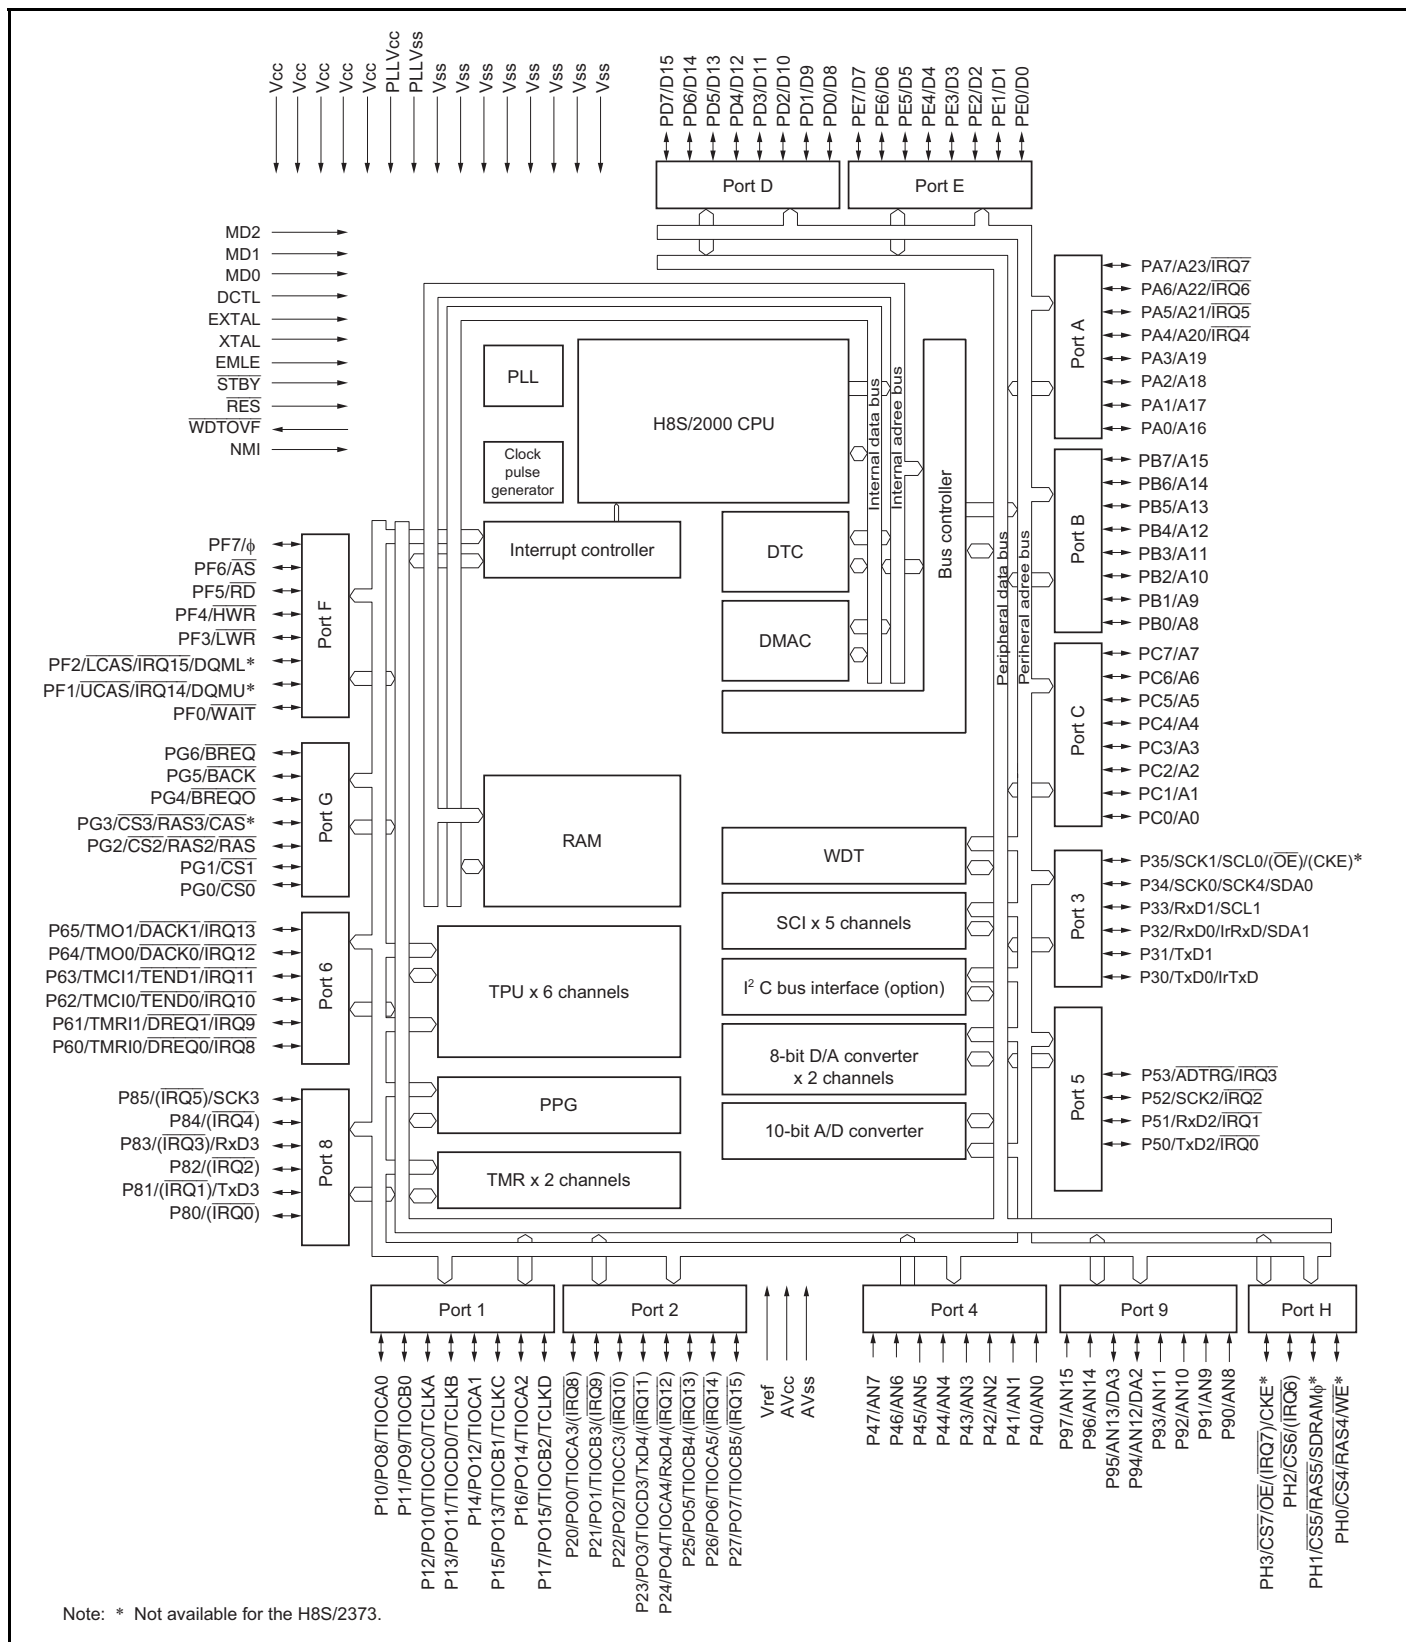 Vcc
Vcc
Vcc
Vcc
Vcc
PLLVcc
PLLVss
Vss
Vss
Vss
Vss
Vss
Vss
Vss
Vss
PD7/D15
PD6/D14
PD5/D13
PD4/D12
PD3/D11
PD2/D10
PD1/D9
PD0/D8
PE7/D7
PE6/D6
PE5/D5
PE4/D4
PE3/D3
PE2/D2
PE1/D1
PE0/D0
Port D
Port E
MD2
MD1
MD0
DCTL
EXTAL
XTAL
EMLE
STBY
RES
WDTOVF
NMI
PLL
Clock
pulse
generator
H8S/2000 CPU
Interrupt controller
DTC
DMAC
Internal data bus
Internal adree bus
Bus controller
Peripheral data bus
Periheral adree bus
Port A
PA7/A23/IRQ7
PA6/A22/IRQ6
PA5/A21/IRQ5
PA4/A20/IRQ4
PA3/A19
PA2/A18
PA1/A17
PA0/A16
Port B
PB7/A15
PB6/A14
PB5/A13
PB4/A12
PB3/A11
PB2/A10
PB1/A9
PB0/A8
Port C
PC7/A7
PC6/A6
PC5/A5
PC4/A4
PC3/A3
PC2/A2
PC1/A1
PC0/A0
Port 3
P35/SCK1/SCL0/(OE)/(CKE)*
P34/SCK0/SCK4/SDA0
P33/RxD1/SCL1
P32/RxD0/IrRxD/SDA1
P31/TxD1
P30/TxD0/IrTxD
Port 5
P53/ADTRG/IRQ3
P52/SCK2/IRQ2
P51/RxD2/IRQ1
P50/TxD2/IRQ0
PF7/ϕ
PF6/AS
PF5/RD
PF4/HWR
PF3/LWR
PF2/LCAS/IRQ15/DQML*
PF1/UCAS/IRQ14/DQMU*
PF0/WAIT
Port F
PG6/BREQ
PG5/BACK
PG4/BREQO
PG3/CS3/RAS3/CAS*
PG2/CS2/RAS2/RAS
PG1/CS1
PG0/CS0
Port G
P65/TMO1/DACK1/IRQ13
P64/TMO0/DACK0/IRQ12
P63/TMCI1/TEND1/IRQ11
P62/TMCI0/TEND0/IRQ10
P61/TMRI1/DREQ1/IRQ9
P60/TMRI0/DREQ0/IRQ8
Port 6
P85/(IRQ5)/SCK3
P84/(IRQ4)
P83/(IRQ3)/RxD3
P82/(IRQ2)
P81/(IRQ1)/TxD3
P80/(IRQ0)
Port 8
RAM
TPU x 6 channels
PPG
TMR x 2 channels
WDT
SCI x 5 channels
I² C bus interface (option)
8-bit D/A converter
x 2 channels
10-bit A/D converter
Port 1
Port 2
Port 4
Port 9
Port H
P10/PO8/TIOCA0
P11/PO9/TIOCB0
P12/PO10/TIOCC0/TCLKA
P13/PO11/TIOCD0/TCLKB
P14/PO12/TIOCA1
P15/PO13/TIOCB1/TCLKC
P16/PO14/TIOCA2
P17/PO15/TIOCB2/TCLKD
P20/PO0/TIOCA3/(IRQ8)
P21/PO1/TIOCB3/(IRQ9)
P22/PO2/TIOCC3/(IRQ10)
P23/PO3/TIOCD3/TxD4/(IRQ11)
P24/PO4/TIOCA4/RxD4/(IRQ12)
P25/PO5/TIOCB4/(IRQ13)
P26/PO6/TIOCA5/(IRQ14)
P27/PO7/TIOCB5/(IRQ15)
Vref
AVcc
AVss
P47/AN7
P46/AN6
P45/AN5
P44/AN4
P43/AN3
P42/AN2
P41/AN1
P40/AN0
P97/AN15
P96/AN14
P95/AN13/DA3
P94/AN12/DA2
P93/AN11
P92/AN10
P91/AN9
P90/AN8
PH3/CS7/OE/(IRQ7)/CKE*
PH2/CS6/(IRQ6)
PH1/CS5/RAS5/SDRAMϕ*
PH0/CS4/RAS4/WE*
Note: * Not available for the H8S/2373.